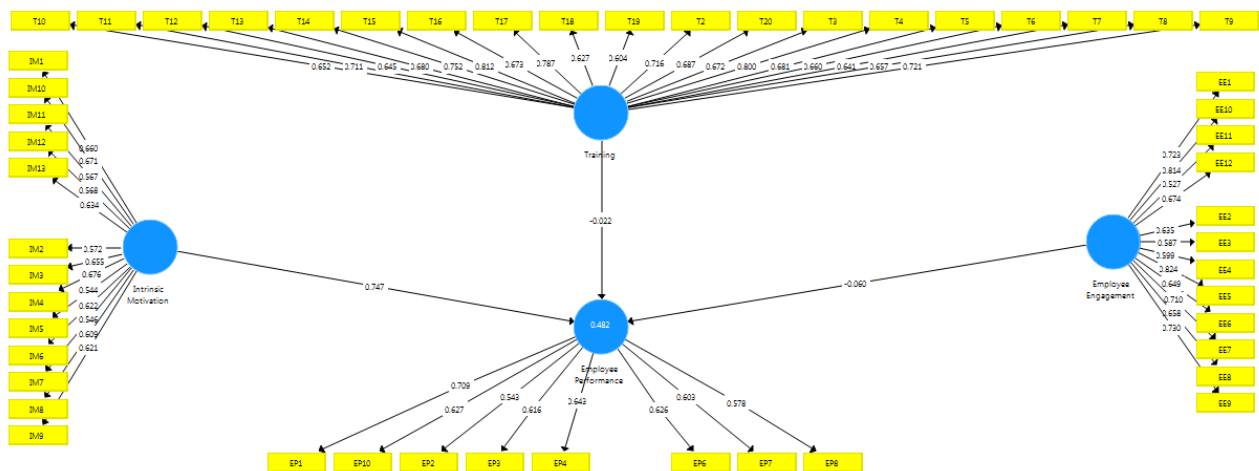 T10 T11 T12 T13 T14 T15 T16 T17 T18 T19 T2 T20 T3 T4 T5 T6 T7 T8 T9
0.652 0.711 0.645 0.680 0.752 0.812 0.673 0.787 0.627 0.604 0.716 0.687 0.672 0.800 0.681 0.660 0.641 0.657 0.721
Training
IM1
IM10
IM11
IM12
IM13
0.660
0.671
0.567
0.568
0.634
IM2
IM3
IM4
IM5
IM6
IM7
IM8
IM9
0.572
0.655
0.676
0.544
0.622
0.546
0.609
0.621
Intrinsic
Motivation
0.747
-0.022
-0.060
EE1
EE10
EE11
EE12
0.723
0.814
0.527
0.674
EE2
EE3
EE4
EE5
EE6
EE7
EE8
EE9
0.635
0.587
0.599
0.824
0.649
0.710
0.658
0.730
Employee
Engagement
0.482
Employee
Performance
0.709
0.627
0.543
0.616
0.643
0.626
0.603
0.578
EP1 EP10 EP2 EP3 EP4 EP6 EP7 EP8